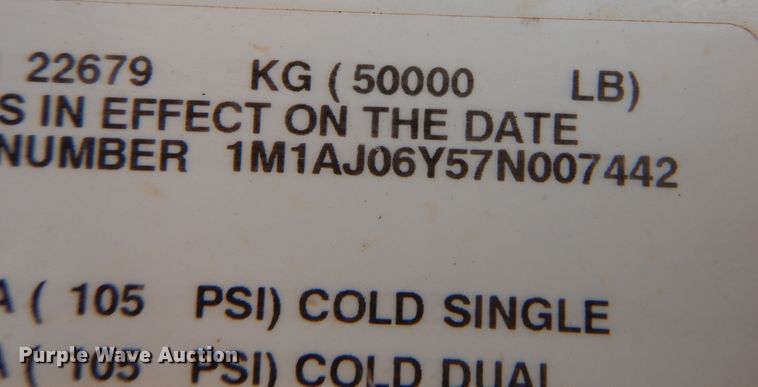 22679 KG ( 50000 LB)
S IN EFFECT ON THE DATE
NUMBER 1M1AJ06Y57N007442
A ( 105 PSI) COLD SINGLE
A ( 105 PSI) COLD DUAL
Purple Wave Auction